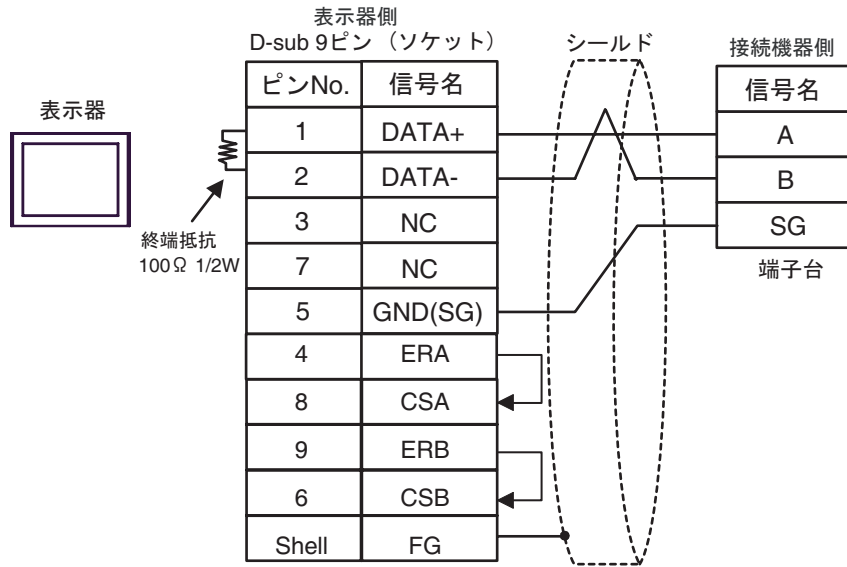 表示器側
D-sub 9ピン（ソケット）
シールド
接続機器側
表示器
ピンNo. 信号名
信号名
1 DATA+
A
2 DATA-
B
3 NC
SG
終端抵抗
100Ω 1/2W
7 NC
端子台
5 GND(SG)
4 ERA
8 CSA
9 ERB
6 CSB
Shell FG